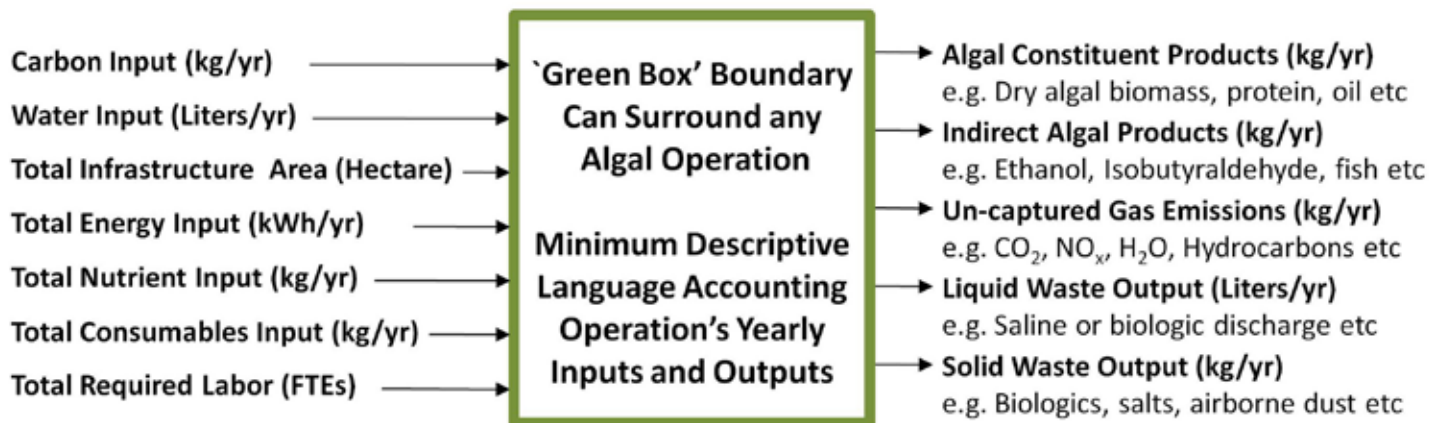 Carbon Input (kg/yr)
Water Input (Liters/yr)
Total Infrastructure Area (Hectare)
Total Energy Input (kWh/yr)
Total Nutrient Input (kg/yr)
Total Consumables Input (kg/yr)
Total Required Labor (FTEs)
`Green Box’ Boundary
Can Surround any
Algal Operation
Minimum Descriptive
Language Accounting
Operation’s Yearly
Inputs and Outputs
Algal Constituent Products (kg/yr)
e.g. Dry algal biomass, protein, oil etc
Indirect Algal Products (kg/yr)
e.g. Ethanol, Isobutyraldehyde, fish etc
Un-captured Gas Emissions (kg/yr)
e.g. CO₂, NOₓ, H₂O, Hydrocarbons etc
Liquid Waste Output (Liters/yr)
e.g. Saline or biologic discharge etc
Solid Waste Output (kg/yr)
e.g. Biologics, salts, airborne dust etc